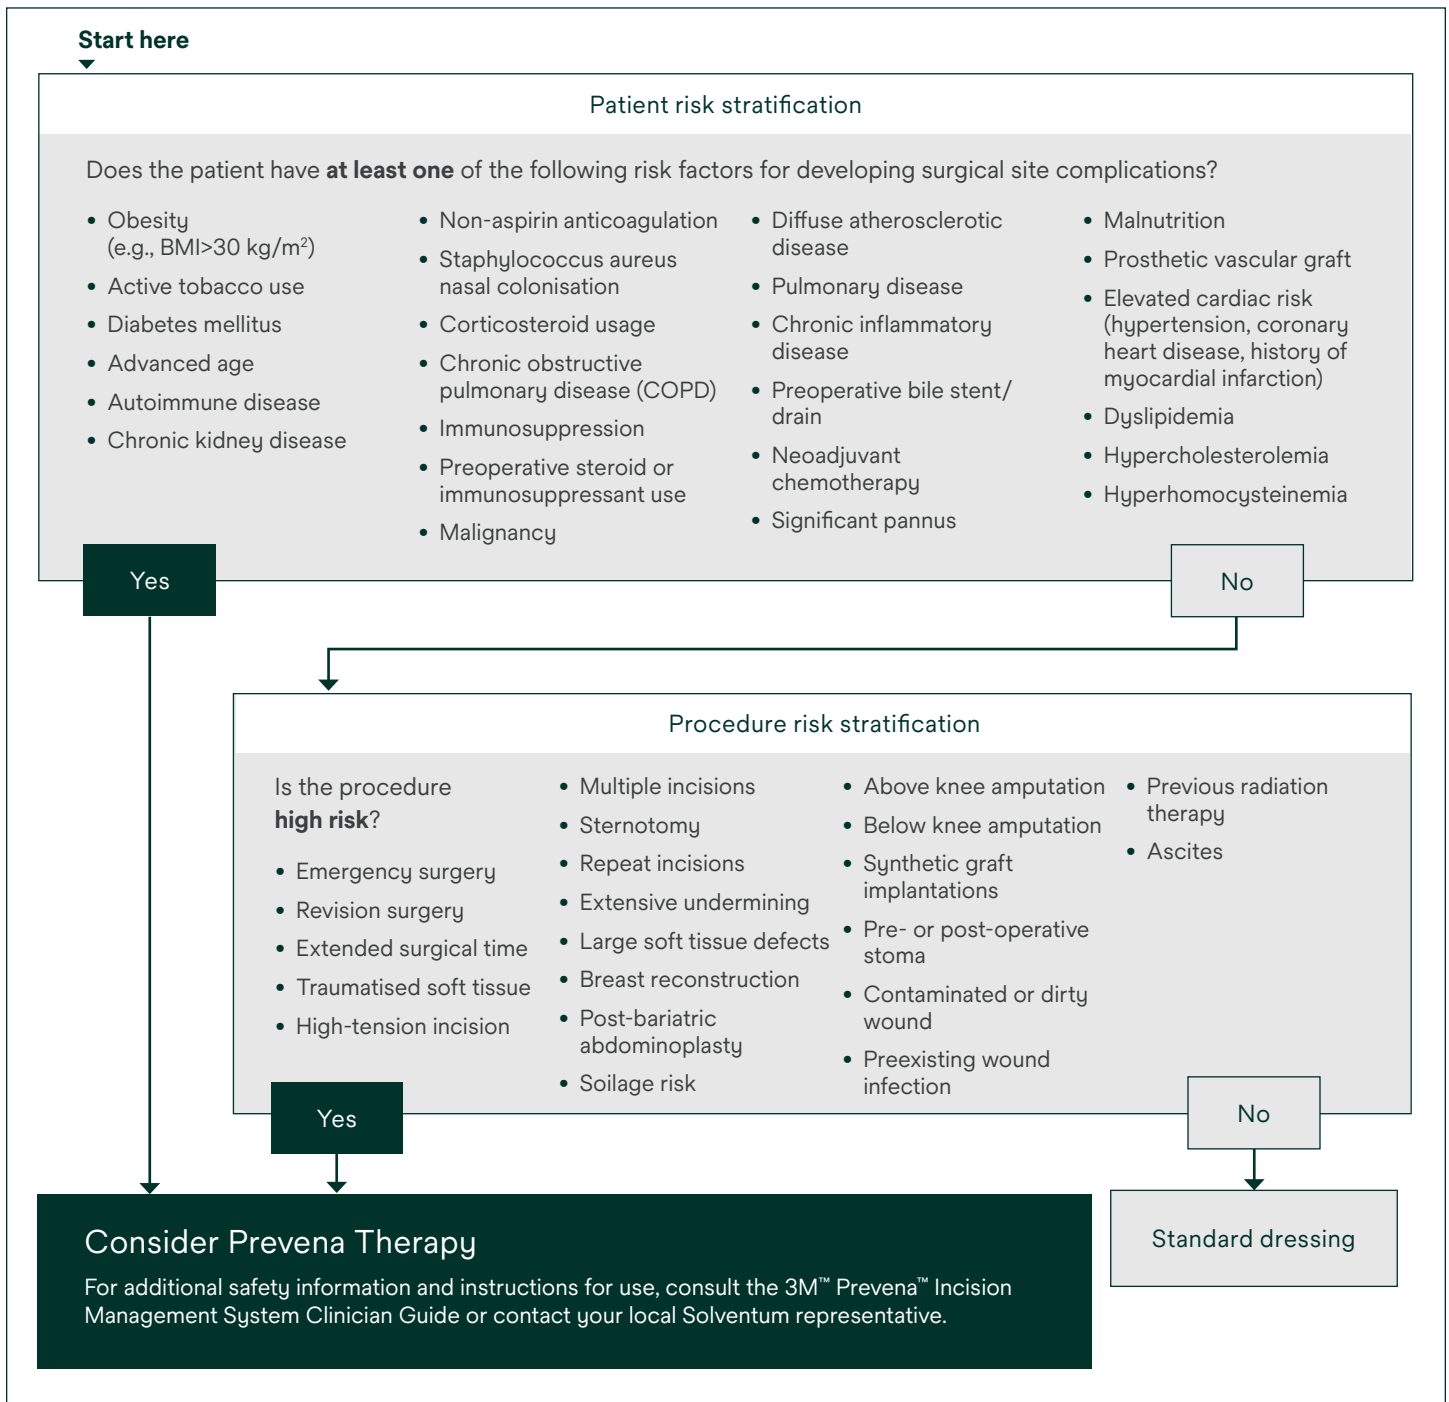 Start here
Patient risk stratification
Does the patient have at least one of the following risk factors for developing surgical site complications?
• Obesity
(e.g., BMI>30 kg/m²)
• Active tobacco use
• Diabetes mellitus
• Advanced age
• Autoimmune disease
• Chronic kidney disease
• Non-aspirin anticoagulation
• Staphylococcus aureus
nasal colonisation
• Corticosteroid usage
• Chronic obstructive
pulmonary disease (COPD)
• Immunosuppression
• Preoperative steroid or
immunosuppressant use
• Malignancy
• Diffuse atherosclerotic
disease
• Pulmonary disease
• Chronic inflammatory
disease
• Preoperative bile stent/
drain
• Neoadjuvant
chemotherapy
• Significant pannus
• Malnutrition
• Prosthetic vascular graft
• Elevated cardiac risk
(hypertension, coronary
heart disease, history of
myocardial infarction)
• Dyslipidemia
• Hypercholesterolemia
• Hyperhomocysteinemia
Yes
No
Procedure risk stratification
Is the procedure
high risk?
• Emergency surgery
• Revision surgery
• Extended surgical time
• Traumatised soft tissue
• High-tension incision
• Multiple incisions
• Sternotomy
• Repeat incisions
• Extensive undermining
• Large soft tissue defects
• Breast reconstruction
• Post-bariatric
abdominoplasty
• Soilage risk
• Above knee amputation
• Below knee amputation
• Synthetic graft
implantations
• Pre- or post-operative
stoma
• Contaminated or dirty
wound
• Preexisting wound
infection
• Previous radiation
therapy
• Ascites
Yes
No
Consider Prevena Therapy
For additional safety information and instructions for use, consult the 3M™ Prevena™ Incision
Management System Clinician Guide or contact your local Solventum representative.
Standard dressing